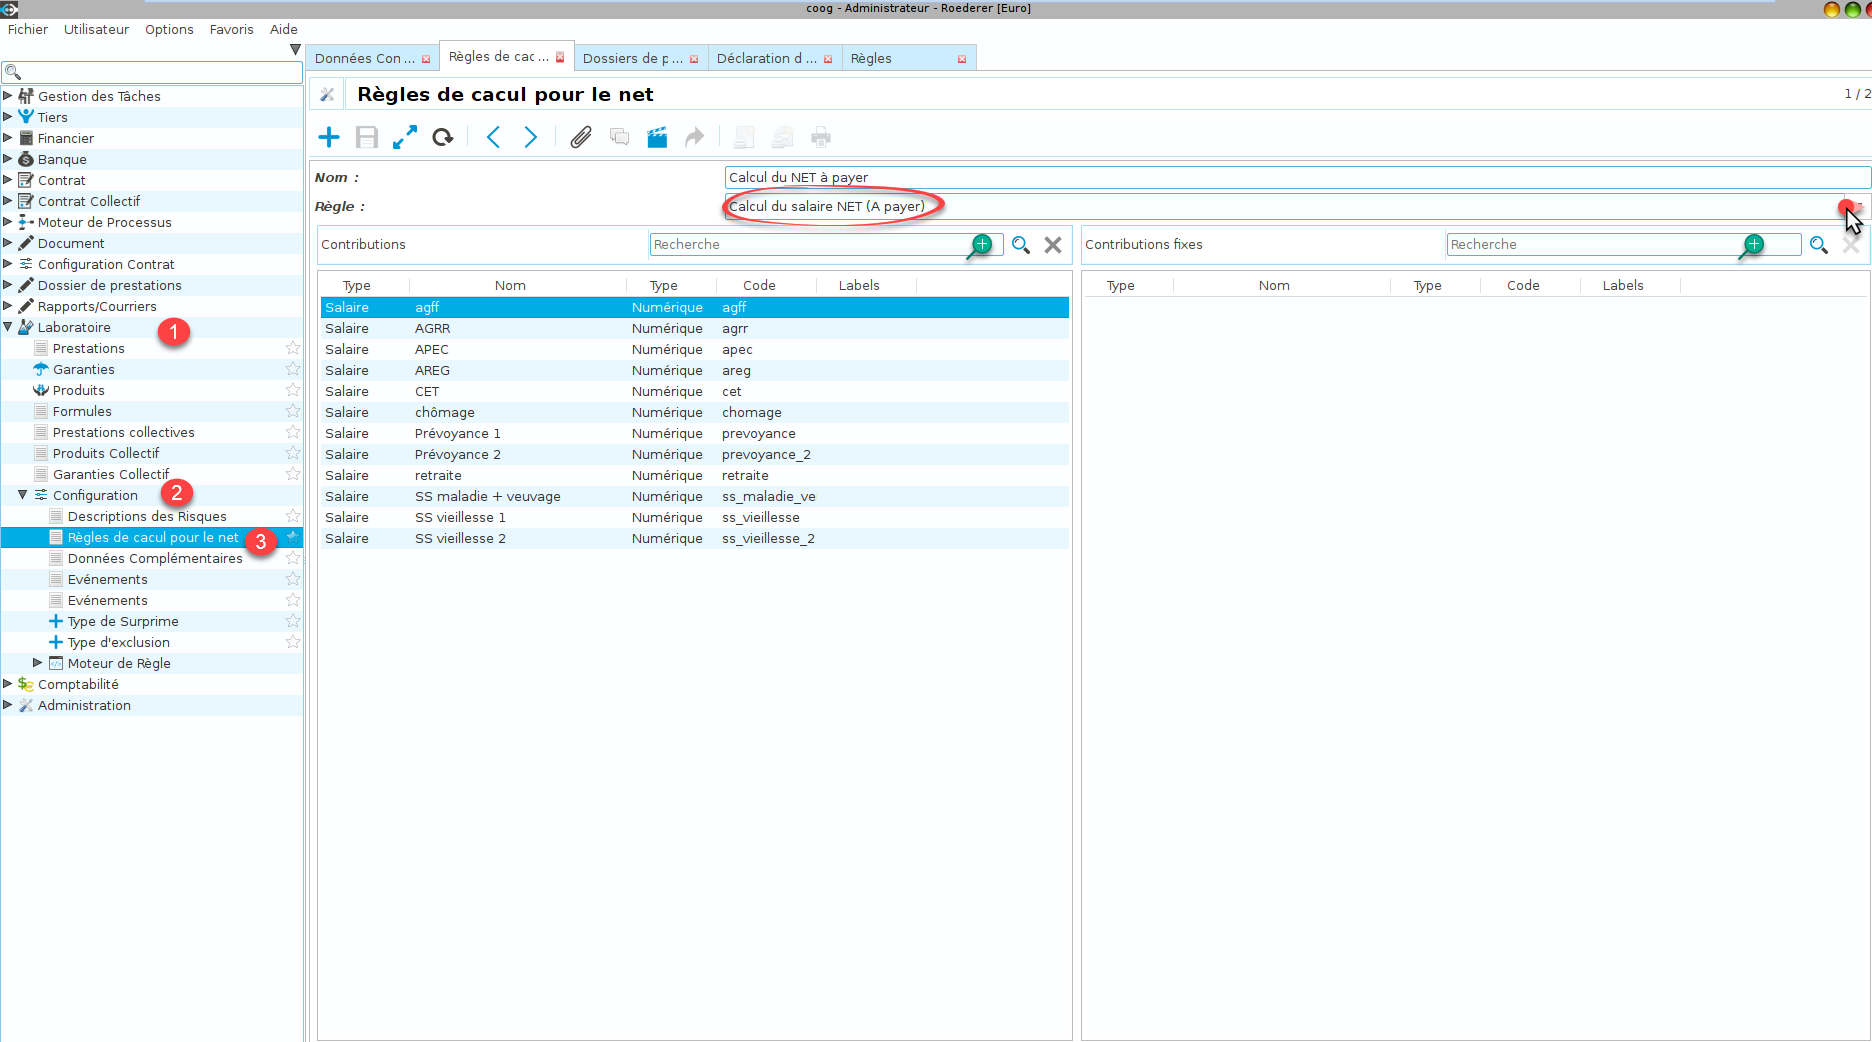 coog - Administrateur - Roederer [Euro]
Fichier Utilisateur Options Favoris Aide
Gestion des Tâches
Tiers
Financier
Banque
Contrat
Contrat Collectif
Moteur de Processus
Document
Configuration Contrat
Dossier de prestations
Rapports/Courriers
Laboratoire 1
Prestations
Garanties
Produits
Formules
Prestations collectives
Produits Collectif
Garanties Collectif
Configuration 2
Descriptions des Risques
Règles de cacul pour le net 3
Données Complémentaires
Evénements
Evénements
Type de Surprime
Type d'exclusion
Moteur de Règle
Comptabilité
Administration
Données Con ... Règles de cac ... Dossiers de p ... Déclaration d ... Règles
Règles de cacul pour le net
1 / 2
Nom : Calcul du NET à payer
Règle : Calcul du salaire NET (A payer)
Contributions Recherche
Type Nom Type Code Labels
Salaire agff Numérique agff
Salaire AGRR Numérique agrr
Salaire APEC Numérique apec
Salaire AREG Numérique areg
Salaire CET Numérique cet
Salaire chômage Numérique chomage
Salaire Prévoyance 1 Numérique prevoyance
Salaire Prévoyance 2 Numérique prevoyance_2
Salaire retraite Numérique retraite
Salaire SS maladie + veuvage Numérique ss_maladie_ve
Salaire SS vieillesse 1 Numérique ss_vieillesse
Salaire SS vieillesse 2 Numérique ss_vieillesse_2
Contributions fixes Recherche
Type Nom Type Code Labels